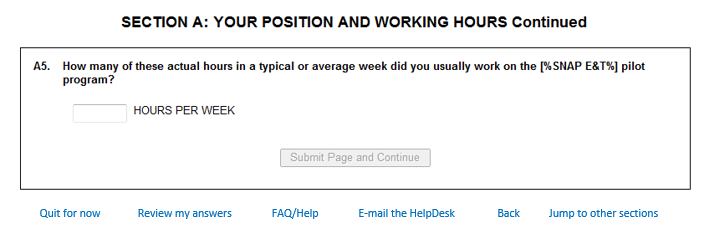 SECTION A: YOUR POSITION AND WORKING HOURS Continued
A5. How many of these actual hours in a typical or average week did you usually work on the [%SNAP E&T%] pilot
program?
HOURS PER WEEK
Submit Page and Continue
Quit for now Review my answers FAQ/Help E-mail the HelpDesk Back Jump to other sections